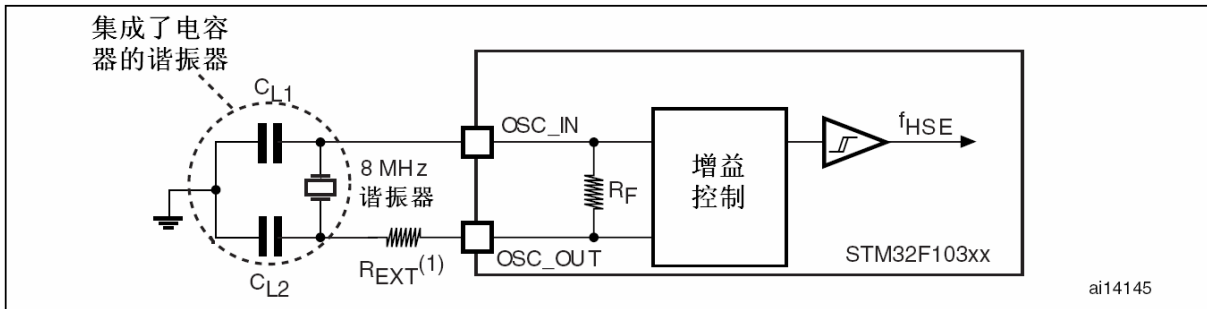 集成了电容
器的谐振器
CL1
OSC_IN
fHSE
8 MHz
谐振器
RF
增益
控制
REXT(1)
OSC_OUT
STM32F103xx
CL2
ai14145